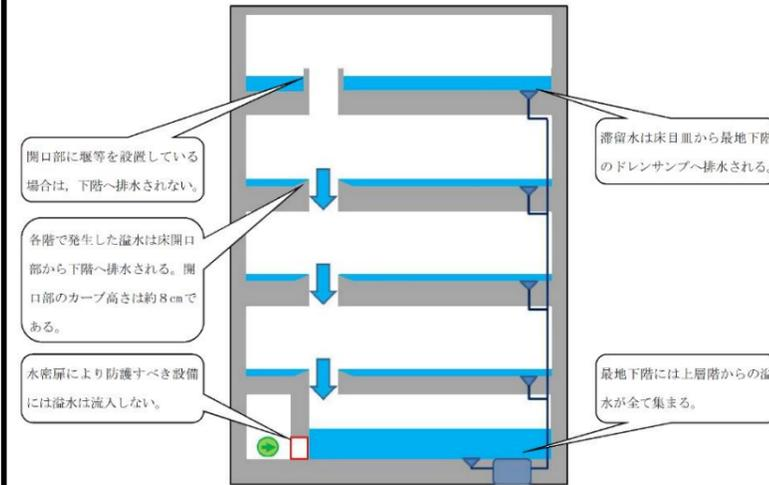 開口部に堰等を設置している
場合は，下階へ排水されない。
各階で発生した溢水は床開口
部から下階へ排水される。開
口部のカーブ高さは約８㎝で
ある。
水密扉により防護すべき設備
には溢水は流入しない。
滞留水は床目皿から最地下階
のドレンサンプへ排水される。
最地下階には上層階からの溢
水が全て集まる。